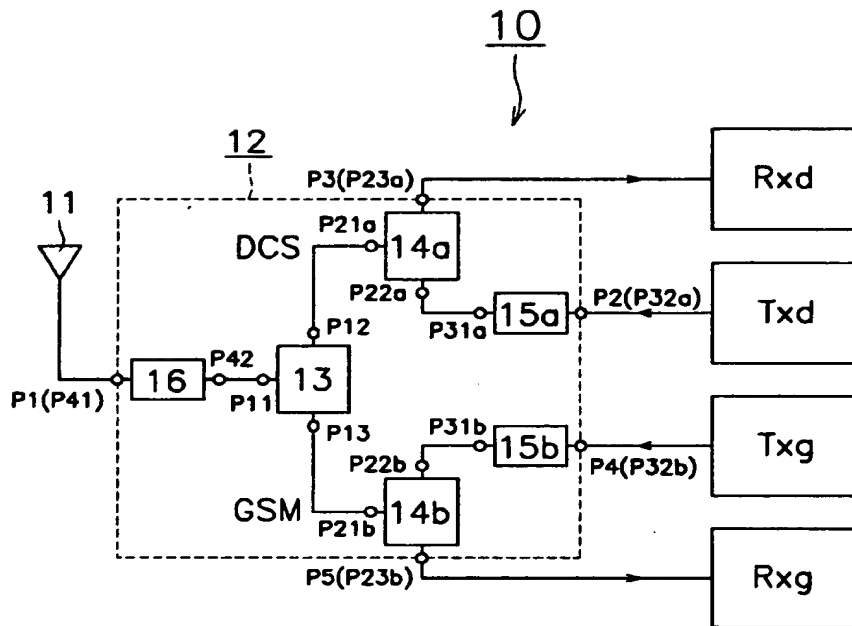 10
12
11
P3(P23a)
Rxd
P21a
DCS
14a
P22a
P2(P32a)
P31a
15a
Txd
P12
P42
16
13
P1(P41)
P11
P13
P31b
15b
Txg
P22b
P4(P32b)
GSM
P21b
14b
P5(P23b)
Rxg